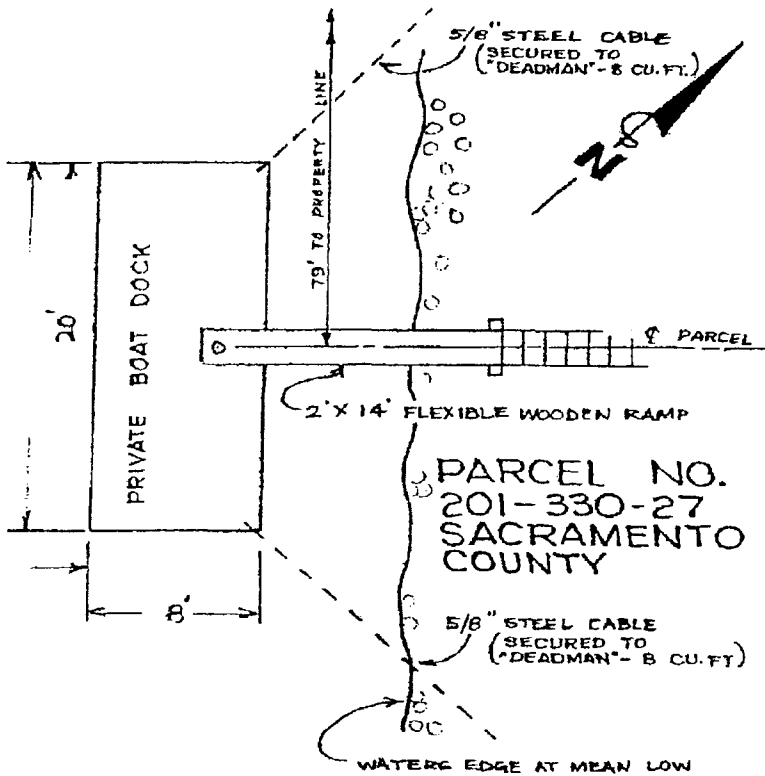 5/8" STEEL CABLE
(SECURED TO
"DEADMAN"-8 CU.FT.)
79' TO PROPERTY LINE
N
20'
PRIVATE BOAT DOCK
℄ PARCEL
2' X 14' FLEXIBLE WOODEN RAMP
PARCEL NO.
201-330-27
SACRAMENTO
COUNTY
8'
5/8" STEEL CABLE
(SECURED TO
"DEADMAN"- 8 CU.FT)
WATERS EDGE AT MEAN LOW